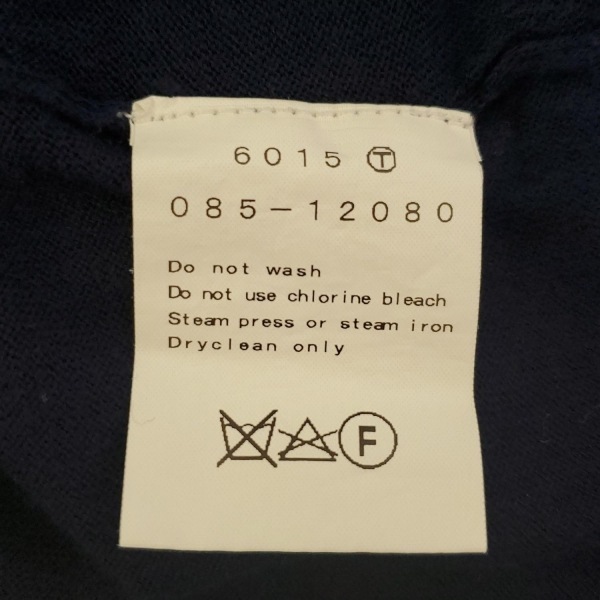 6015 Ⓣ
085-12080
Do not wash
Do not use chlorine bleach
Steam press or steam iron
Dryclean only
F